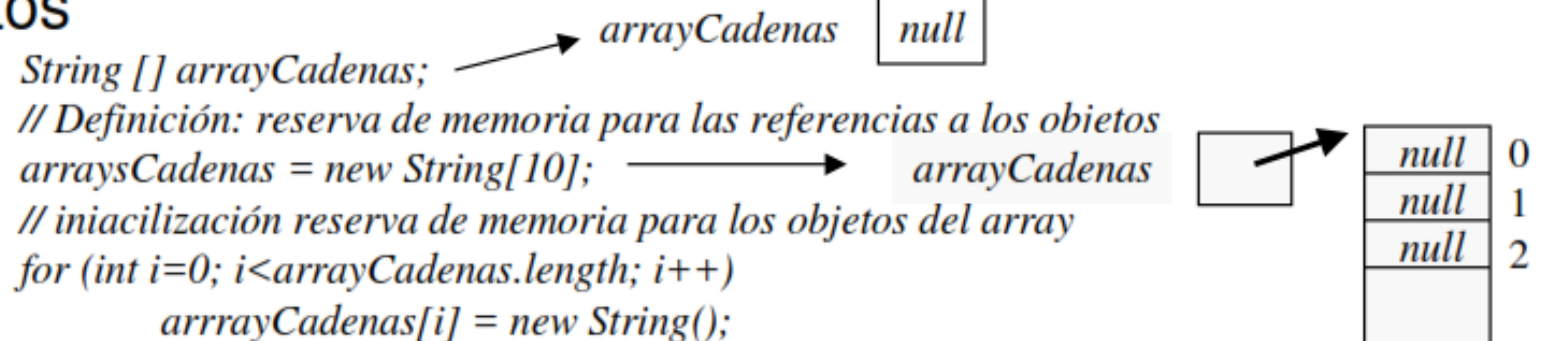 os
arrayCadenas null
String [] arrayCadenas;
// Definición: reserva de memoria para las referencias a los obietos
arraysCadenas = new String[10]; arrayCadenas
null 0
// iniacilización reserva de memoria para los objetos del array
null 1
null 2
for (int i=0; i<arrayCadenas.length; i++)
arrrayCadenas[i] = new String();